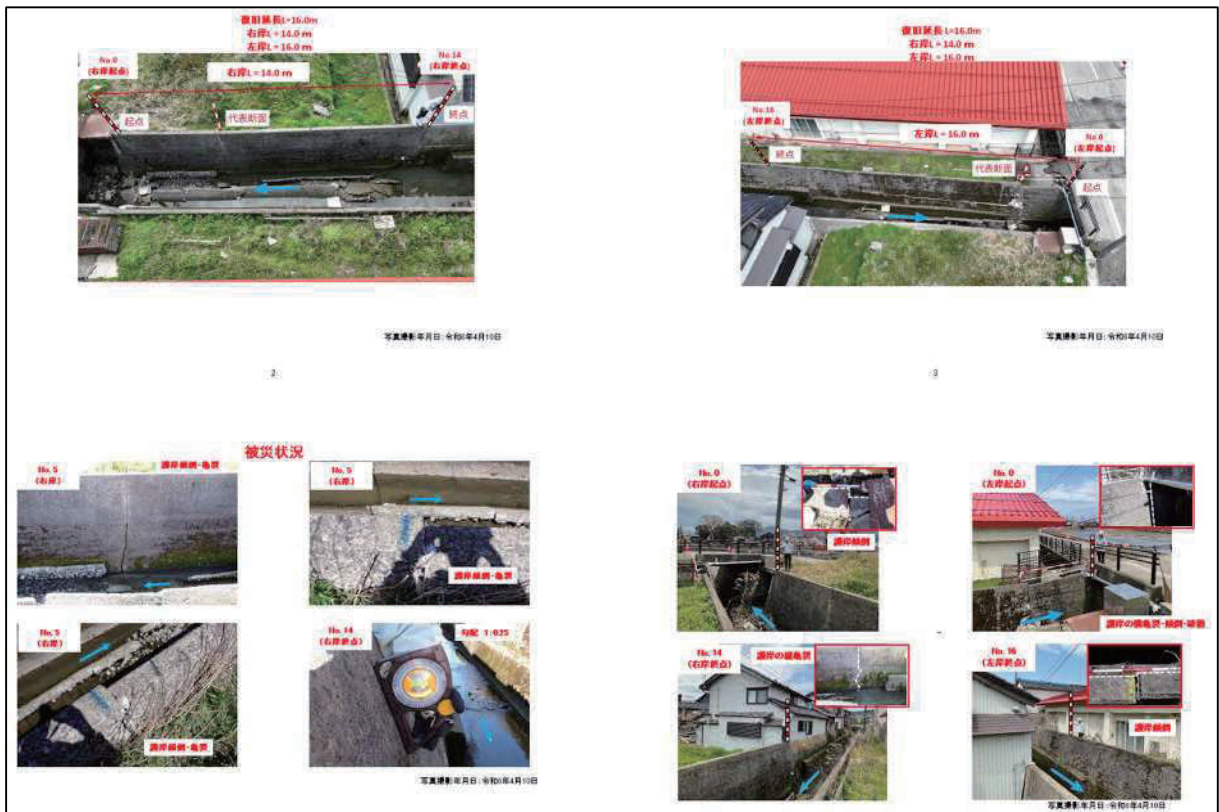 復旧延長L=16.0m
右岸L=14.0m
左岸L=16.0m
No.0
(右岸起点)
右岸L=14.0m
No.14
(右岸終点)
起点
代表断面
終点
写真撮影年月日:令和6年4月10日
2
復旧延長L=16.0m
右岸L=14.0m
左岸L=16.0m
No.16
(左岸終点)
左岸L=16.0m
No.0
(左岸起点)
終点
代表断面
起点
写真撮影年月日:令和6年4月10日
3
被災状況
No.5
(右岸)
護岸傾倒・亀裂
No.5
(右岸)
護岸傾倒・亀裂
No.5
(右岸)
護岸傾倒・亀裂
No.14
(右岸終点)
勾配 1:025
写真撮影年月日:令和6年4月10日
No.0
(右岸起点)
護岸傾倒
No.0
(左岸起点)
護岸の横亀裂・傾倒・破損
No.14
(右岸終点)
護岸の横亀裂
No.16
(左岸終点)
護岸傾倒
写真撮影年月日:令和6年4月10日